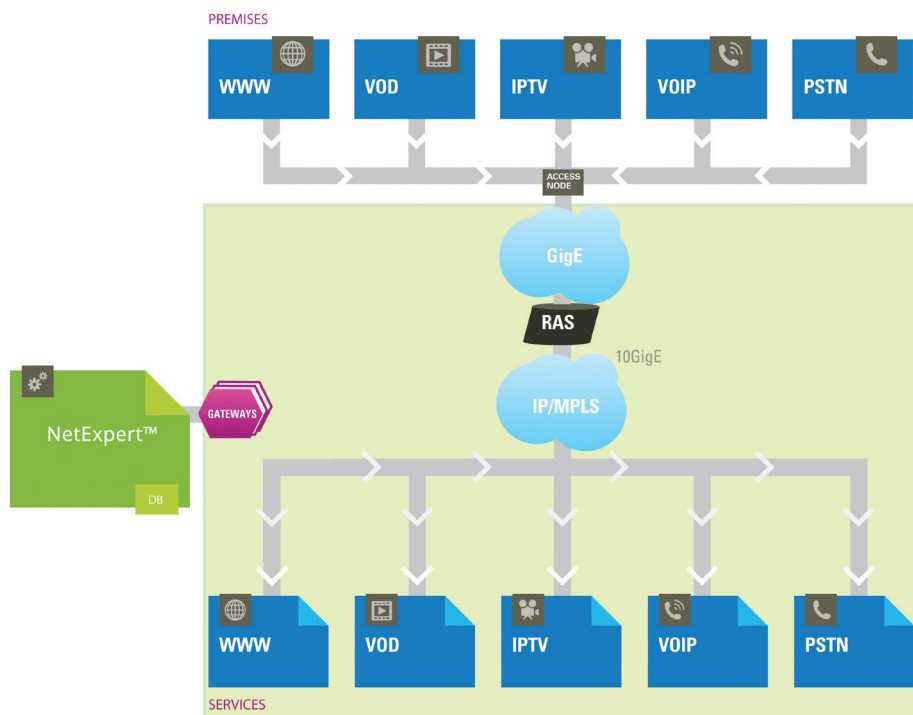 PREMISES
WWW
VOD
IPTV
VOIP
PSTN
ACCESS
NODE
GigE
RAS
10GigE
IP/MPLS
GATEWAYS
NetExpert™
DB
WWW
VOD
IPTV
VOIP
PSTN
SERVICES